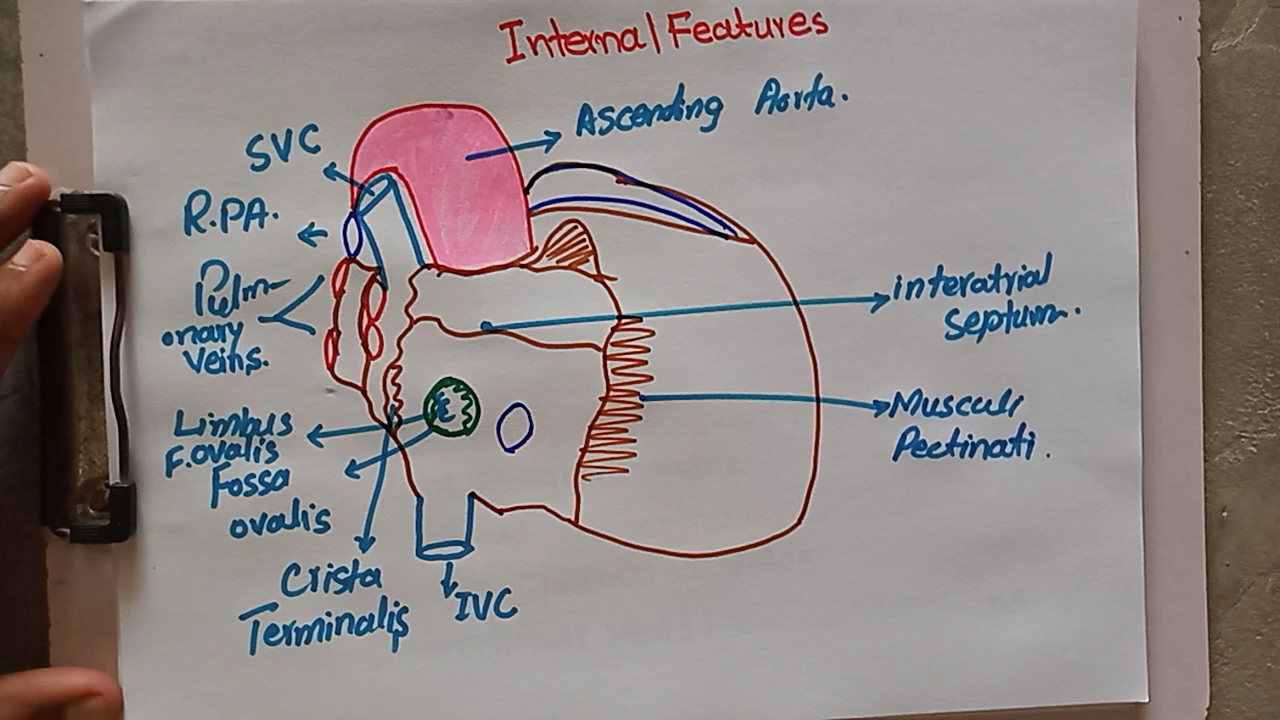 Internal Features
Ascending Aorta.
SVC
R.PA.
Pulm-
onary
Veins.
interatrial
septum.
Musculi
Pectinati.
Limbus
F.ovalis
Fossa
ovalis
Crista
Terminalis
IVC